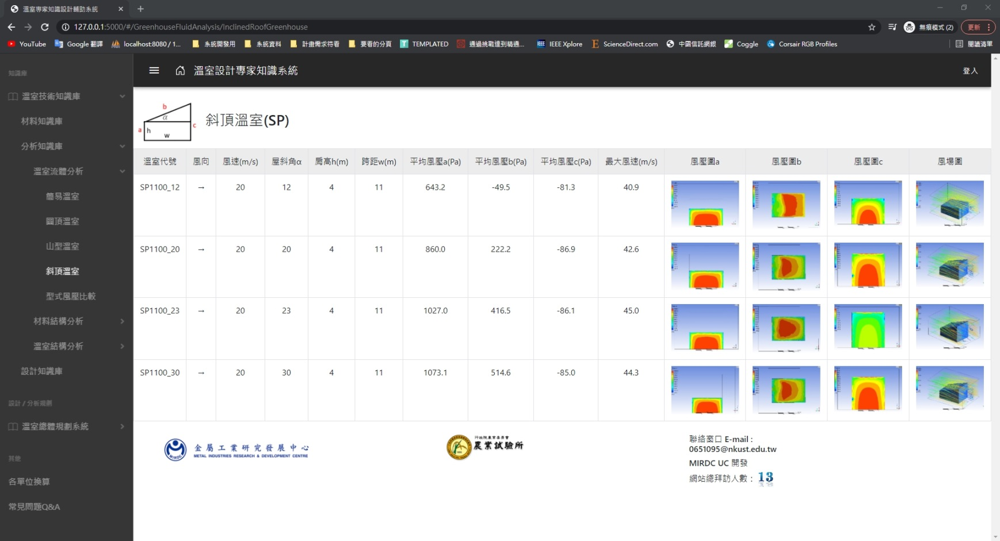 溫室專家知識設計輔助系統
127.0.0.1:5000/#/GreenhouseFluidAnalysis/InclinedRoofGreenhouse
無痕模式 (2)
更新
YouTube
Google 翻譯
localhost:8080 / 1...
系統開發用
系統資料
計畫需求待看
要看的分頁
TEMPLATED
通過挑戰達到精通...
IEEE Xplore
ScienceDirect.com
中國信託網銀
Coggle
Corsair RGB Profiles
閱讀清單
知識庫
溫室技術知識庫
材料知識庫
分析知識庫
溫室流體分析
簡易溫室
圓頂溫室
山型溫室
斜頂溫室
型式風壓比較
材料結構分析
溫室結構分析
設計知識庫
設計 / 分析規劃
溫室總體規劃系統
其他
各單位換算
常見問題Q&A
溫室設計專家知識系統
登入
b
α
a h c
w
斜頂溫室(SP)
溫室代號 風向 風速(m/s) 屋斜角α 肩高h(m) 跨距w(m) 平均風壓a(Pa) 平均風壓b(Pa) 平均風壓c(Pa) 最大風速(m/s) 風壓圖a 風壓圖b 風壓圖c 風場圖
SP1100_12 → 20 12 4 11 643.2 -49.5 -81.3 40.9
SP1100_20 → 20 20 4 11 860.0 222.2 -86.9 42.6
SP1100_23 → 20 23 4 11 1027.0 416.5 -86.1 45.0
SP1100_30 → 20 30 4 11 1073.1 514.6 -85.0 44.3
MIRDC
金屬工業研究發展中心
METAL INDUSTRIES RESEARCH & DEVELOPMENT CENTRE
行政院農業委員會
農業試驗所
聯絡窗口 E-mail :
0651095@nkust.edu.tw
MIRDC UC 開發
網站總拜訪人數： 13